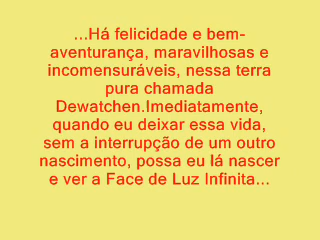 ...Há felicidade e bem-
aventurança, maravilhosas e
incomensuráveis, nessa terra
pura chamada
Dewatchen.Imediatamente,
quando eu deixar essa vida,
sem a interrupção de um outro
nascimento, possa eu lá nascer
e ver a Face de Luz Infinita...